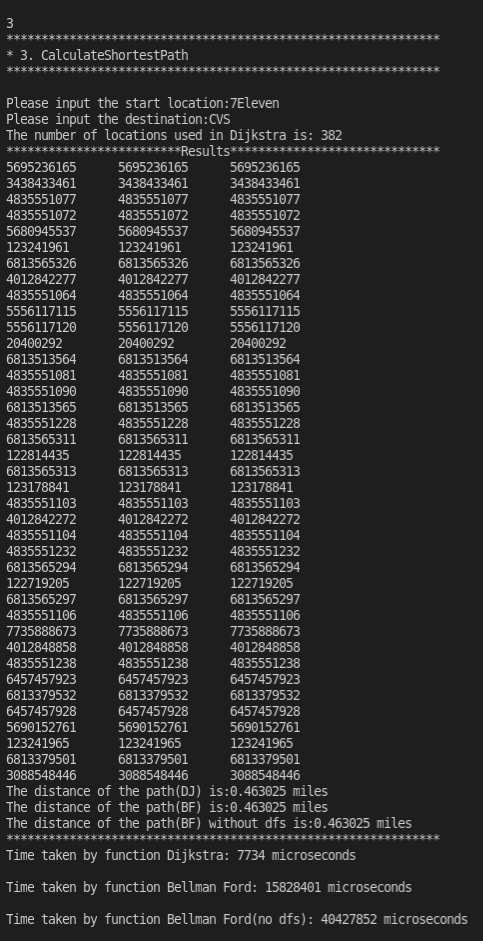 3
**************************************************************
* 3. CalculateShortestPath
**************************************************************
Please input the start location:7Eleven
Please input the destination:CVS
The number of locations used in Dijkstra is: 382
*************************Results******************************
5695236165 5695236165 5695236165
3438433461 3438433461 3438433461
4835551077 4835551077 4835551077
4835551072 4835551072 4835551072
5680945537 5680945537 5680945537
123241961 123241961 123241961
6813565326 6813565326 6813565326
4012842277 4012842277 4012842277
4835551064 4835551064 4835551064
5556117115 5556117115 5556117115
5556117120 5556117120 5556117120
20400292 20400292 20400292
6813513564 6813513564 6813513564
4835551081 4835551081 4835551081
4835551090 4835551090 4835551090
6813513565 6813513565 6813513565
4835551228 4835551228 4835551228
6813565311 6813565311 6813565311
122814435 122814435 122814435
6813565313 6813565313 6813565313
123178841 123178841 123178841
4835551103 4835551103 4835551103
4012842272 4012842272 4012842272
4835551104 4835551104 4835551104
4835551232 4835551232 4835551232
6813565294 6813565294 6813565294
122719205 122719205 122719205
6813565297 6813565297 6813565297
4835551106 4835551106 4835551106
7735888673 7735888673 7735888673
4012848858 4012848858 4012848858
4835551238 4835551238 4835551238
6457457923 6457457923 6457457923
6813379532 6813379532 6813379532
6457457928 6457457928 6457457928
5690152761 5690152761 5690152761
123241965 123241965 123241965
6813379501 6813379501 6813379501
3088548446 3088548446 3088548446
The distance of the path(DJ) is:0.463025 miles
The distance of the path(BF) is:0.463025 miles
The distance of the path(BF) without dfs is:0.463025 miles
**************************************************************
Time taken by function Dijkstra: 7734 microseconds
Time taken by function Bellman Ford: 15828401 microseconds
Time taken by function Bellman Ford(no dfs): 40427852 microseconds